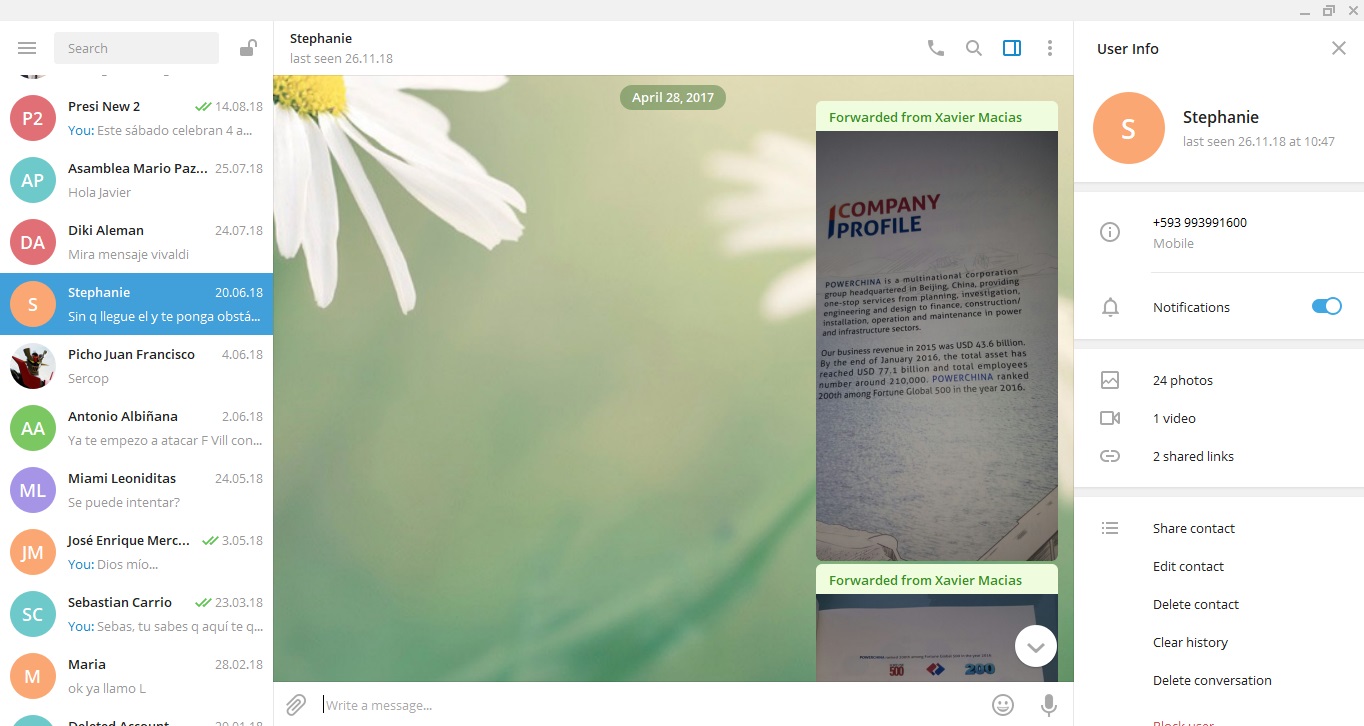 Search
P2
Presi New 2
14.08.18
You: Este sábado celebran 4 a...
AP
Asamblea Mario Paz...
25.07.18
Hola Javier
DA
Diki Aleman
24.07.18
Mira mensaje vivaldi
S
Stephanie
20.06.18
Sin q llegue el y te ponga obstá...
Picho Juan Francisco
4.06.18
Sercop
AA
Antonio Albiñana
2.06.18
Ya te empezo a atacar F Vill con...
ML
Miami Leoniditas
24.05.18
Se puede intentar?
JM
José Enrique Merc...
3.05.18
You: Dios mío...
SC
Sebastian Carrio
23.03.18
You: Sebas, tu sabes q aquí te q...
M
Maria
28.02.18
ok ya llamo L
Deleted Account
Stephanie
last seen 26.11.18
April 28, 2017
Forwarded from Xavier Macias
COMPANY
PROFILE
POWERCHINA is a multinational corporation
group headquartered in Beijing, China, providing
one-stop services from planning, investigation,
engineering and design to finance, construction/
installation, operation and maintenance in power
and infrastructure sectors.
Our business revenue in 2015 was USD 43.6 billion.
By the end of January 2016, the total asset has
reached USD 77.1 billion and total employees
number around 210,000. POWERCHINA ranked
200th among Fortune Global 500 in the year 2016.
Forwarded from Xavier Macias
POWERCHINA ranked 200th among Fortune Global 500 in the year 2016.
500
200
Write a message...
User Info
S
Stephanie
last seen 26.11.18 at 10:47
+593 993991600
Mobile
Notifications
24 photos
1 video
2 shared links
Share contact
Edit contact
Delete contact
Clear history
Delete conversation
Block user